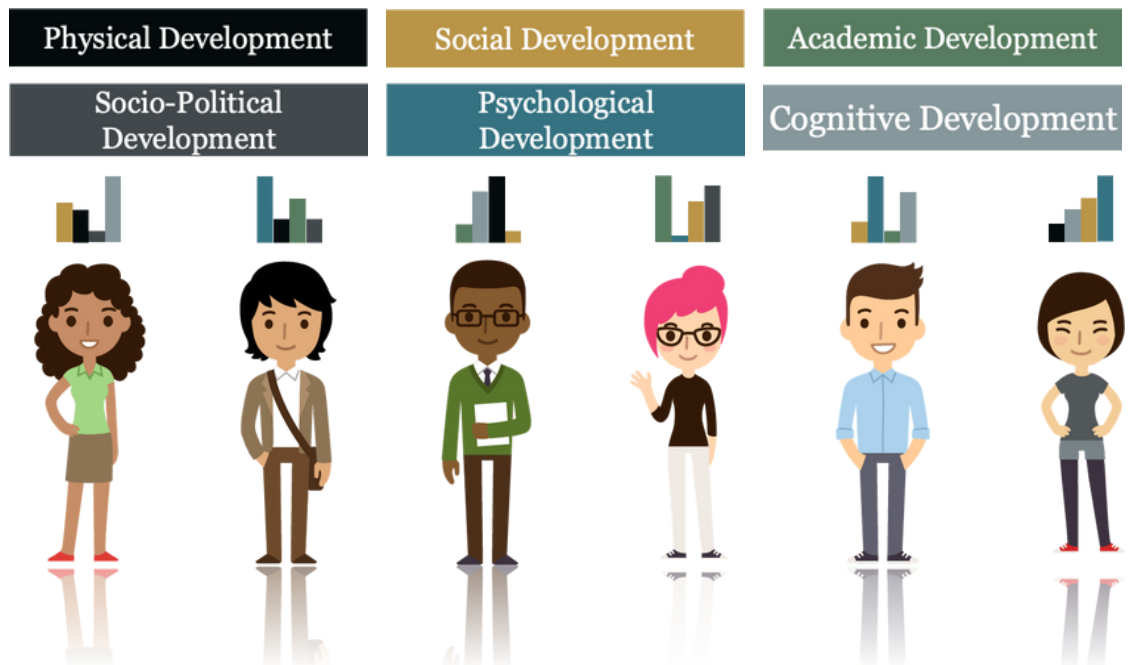 Physical Development
Social Development
Academic Development
Socio-Political
Development
Psychological
Development
Cognitive Development